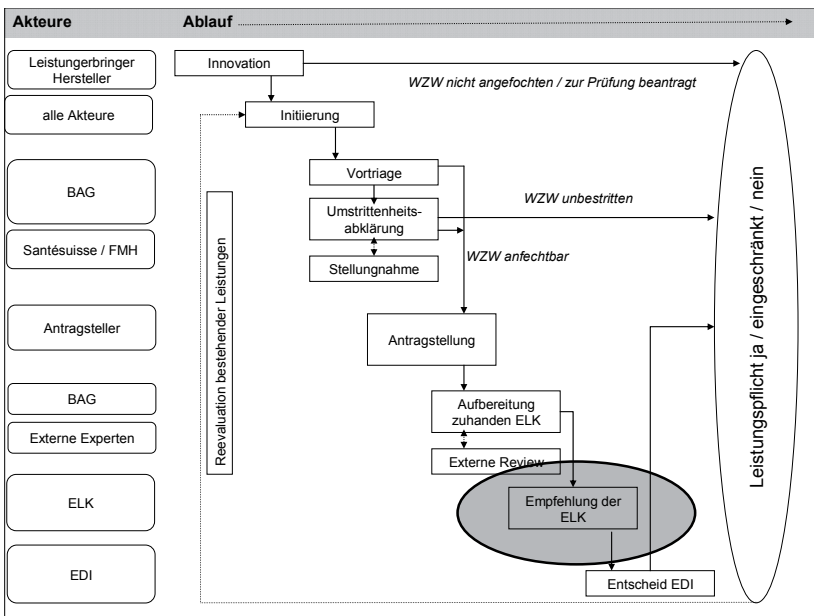 Akteure
Ablauf
Leistungerbringer
Hersteller
Innovation
WZW nicht angefochten / zur Prüfung beantragt
alle Akteure
Initiierung
BAG
Vortriage
Umstrittenheits-
abklärung
WZW unbestritten
Santésuisse / FMH
WZW anfechtbar
Stellungnahme
Reevaluation bestehender Leistungen
Leistungspflicht ja / eingeschränkt / nein
Antragsteller
Antragstellung
BAG
Aufbereitung
zuhanden ELK
Externe Experten
Externe Review
ELK
Empfehlung der
ELK
EDI
Entscheid EDI